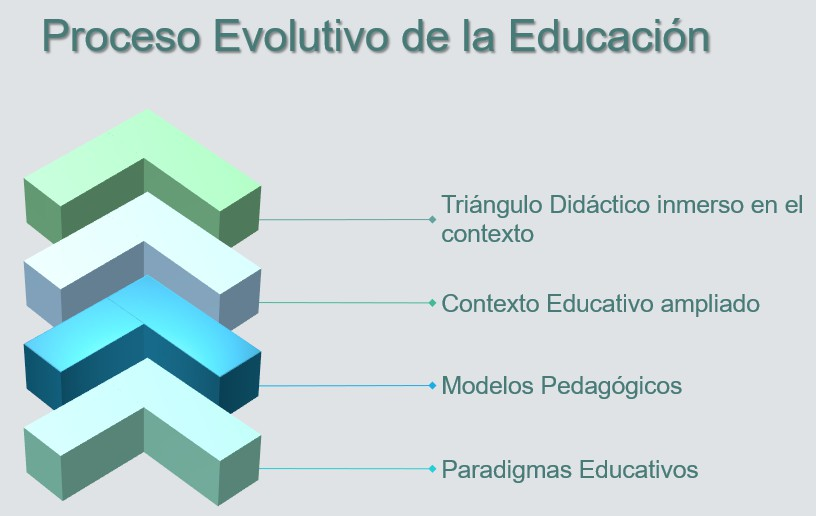 Proceso Evolutivo de la Educación
Triángulo Didáctico inmerso en el
contexto
Contexto Educativo ampliado
Modelos Pedagógicos
Paradigmas Educativos